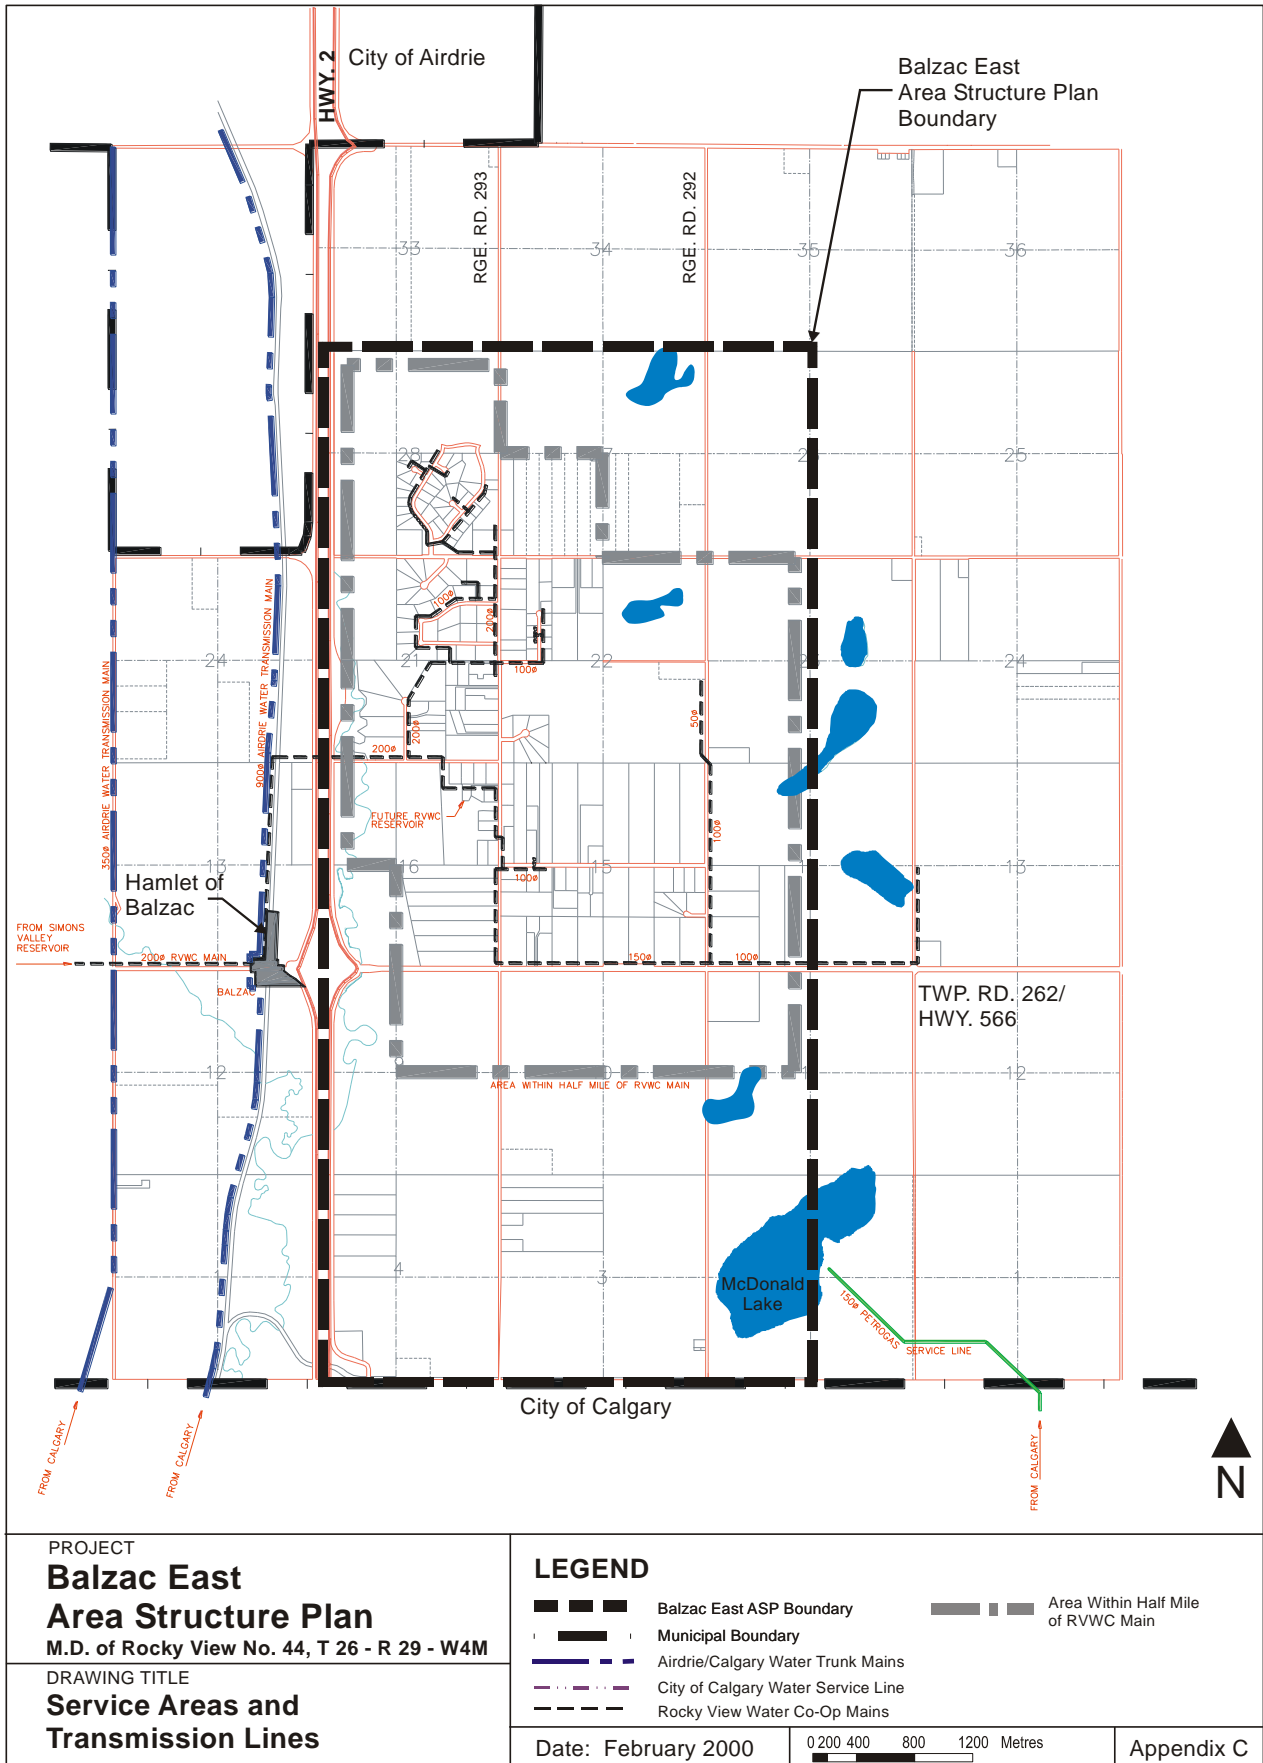 City of Airdrie
HWY. 2
Balzac East
Area Structure Plan
Boundary
RGE. RD. 293
RGE. RD. 292
33
34
35
36
28
25
24
21
22
24
350ø AIRDRIE WATER TRANSMISSION MAIN
900ø AIRDRIE WATER TRANSMISSION MAIN
100ø
200ø
100ø
200ø
200ø
50ø
100ø
FUTURE RVWC
RESERVOIR
13
16
15
13
100ø
Hamlet of
Balzac
FROM SIMONS
VALLEY
RESERVOIR
200ø RVWC MAIN
BALZAC
150ø
100ø
TWP. RD. 262/
HWY. 566
12
12
AREA WITHIN HALF MILE OF RVWC MAIN
1
4
3
1
McDonald
Lake
150ø PETROGAS SERVICE LINE
City of Calgary
FROM CALGARY
FROM CALGARY
FROM CALGARY
N
PROJECT
Balzac East
Area Structure Plan
M.D. of Rocky View No. 44, T 26 - R 29 - W4M
DRAWING TITLE
Service Areas and
Transmission Lines
LEGEND
Balzac East ASP Boundary
Municipal Boundary
Airdrie/Calgary Water Trunk Mains
City of Calgary Water Service Line
Rocky View Water Co-Op Mains
Area Within Half Mile
of RVWC Main
Date: February 2000
0 200 400 800 1200 Metres
Appendix C